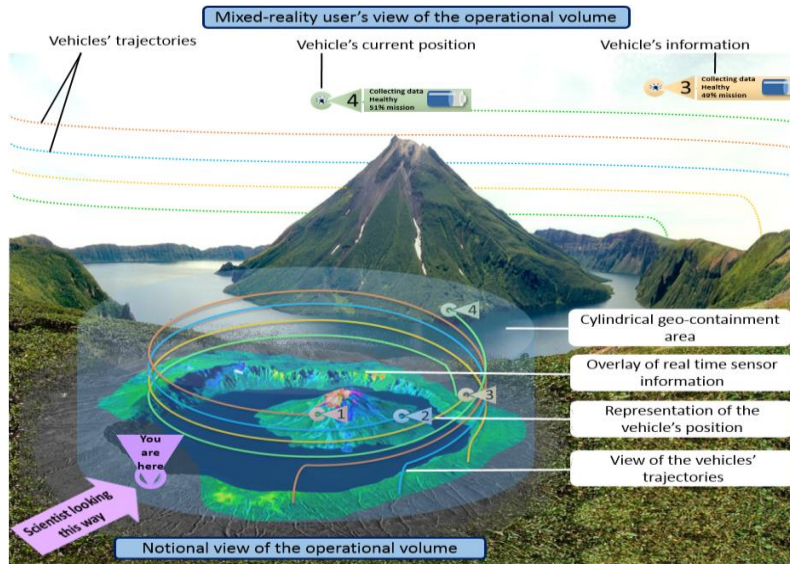 Mixed-reality user's view of the operational volume
Vehicles' trajectories
Vehicle's current position
Vehicle's information
4
Collecting data
Healthy
51% mission
3
Collecting data
Healthy
49% mission
4
Cylindrical geo-containment
area
Overlay of real time sensor
information
3
1
2
Representation of the
vehicle's position
You
are
here
View of the vehicles'
trajectories
Scientist looking
this way
Notional view of the operational volume